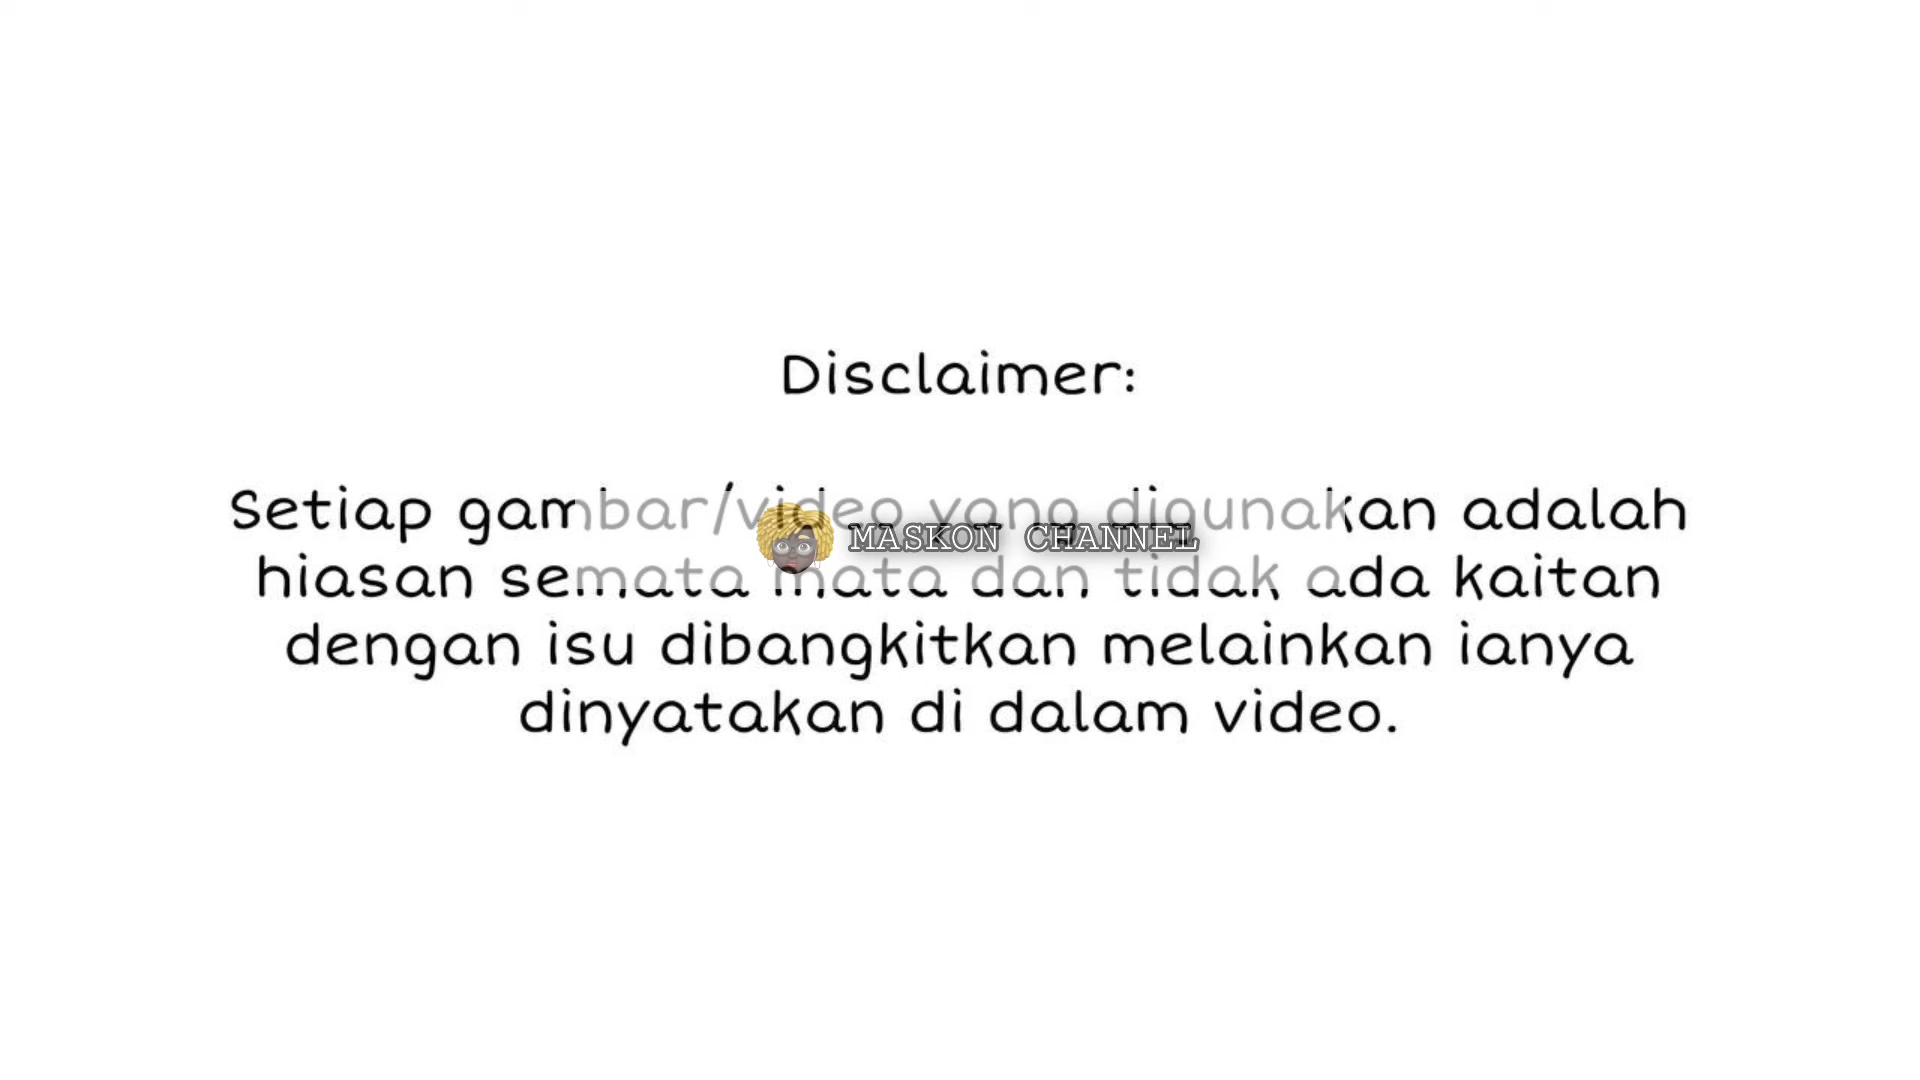 Disclaimer:
Setiap gambar/video yang digunakan adalah
MASKON CHANNEL
hiasan semata mata dan tidak ada kaitan
dengan isu dibangkitkan melainkan ianya
dinyatakan di dalam video.